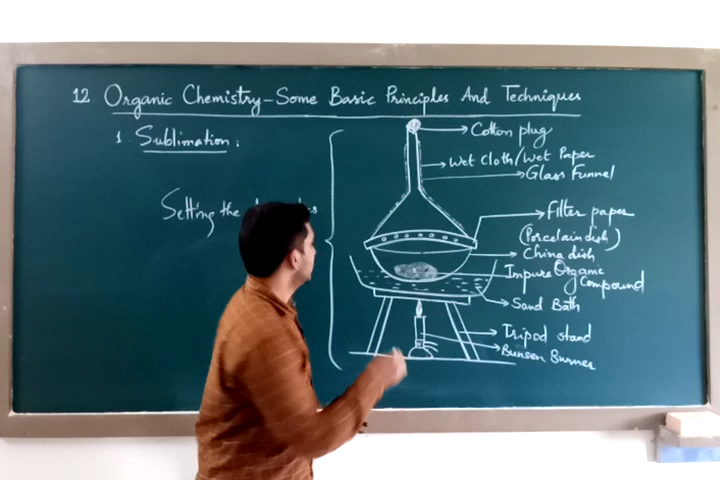 12 Organic Chemistry-Some Basic Principles And Techniques
1. Sublimation:
Setting the
Cotton plug
Wet Cloth/Wet Paper
Glass Funnel
Filter paper
(Porcelain dish)
China dish
Impure Organic
Compound
Sand Bath
Tripod stand
Bunsen Burner